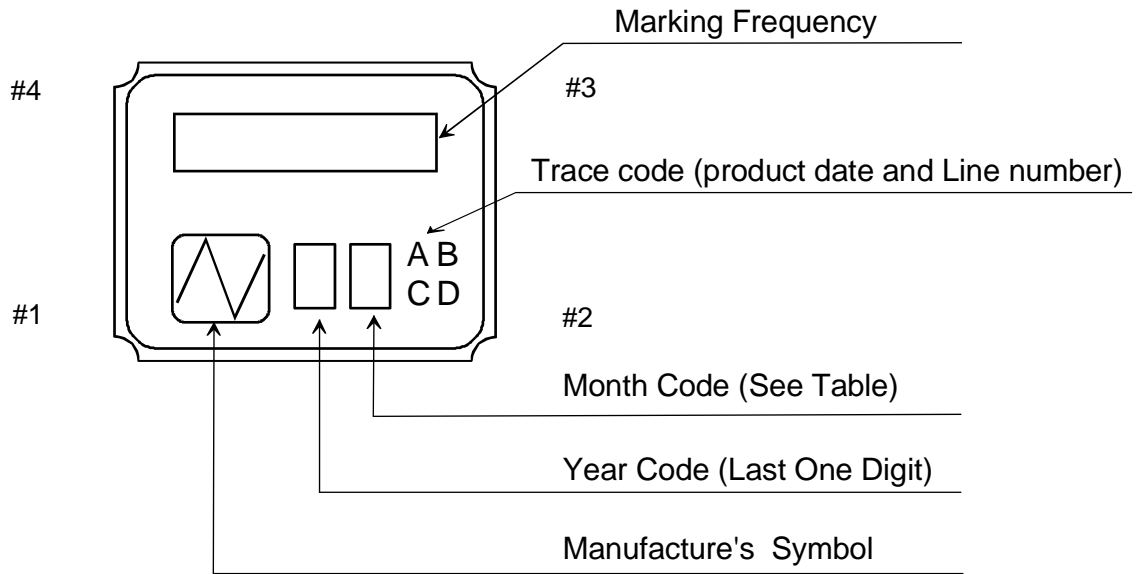 Marking Frequency
#4
#3
Trace code (product date and Line number)
A B
C D
#1
#2
Month Code (See Table)
Year Code (Last One Digit)
Manufacture's Symbol